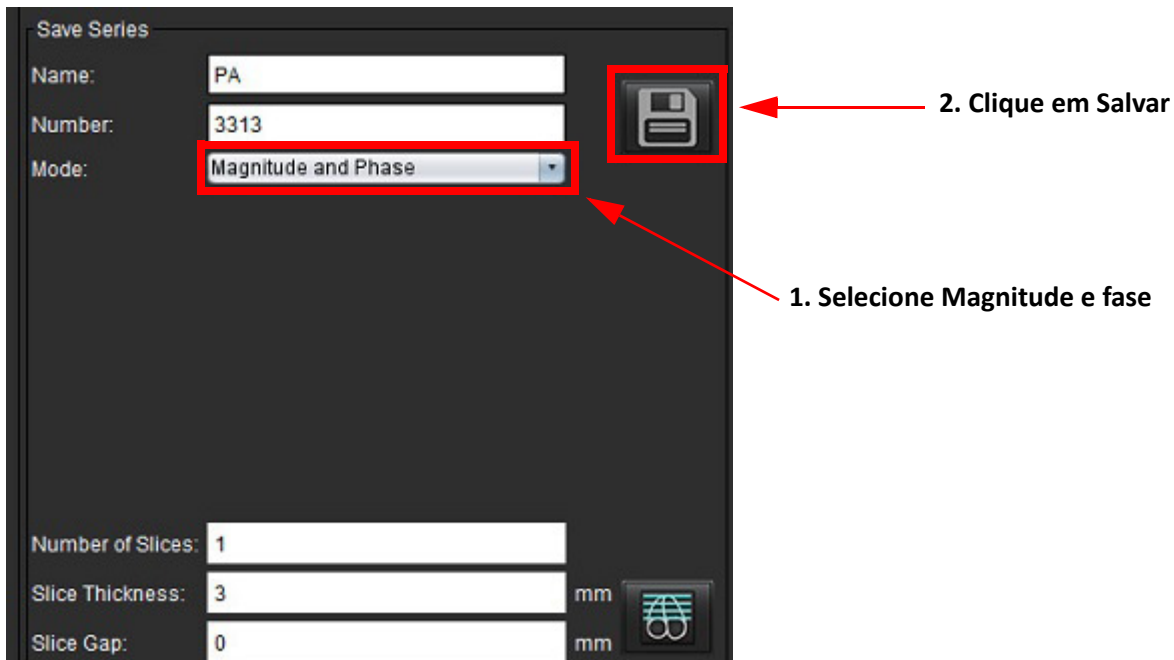 Save Series
Name: PA
2. Clique em Salvar
Number: 3313
Mode: Magnitude and Phase
1. Selecione Magnitude e fase
Number of Slices: 1
Slice Thickness: 3 mm
Slice Gap: 0 mm